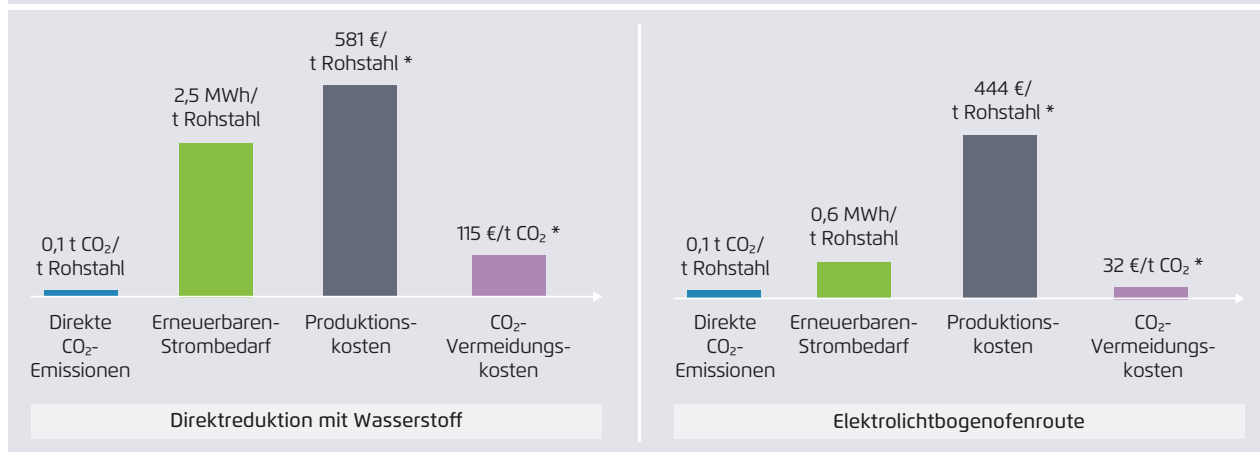 581 €/
t Rohstahl *
2,5 MWh/
t Rohstahl
0,1 t CO₂/
t Rohstahl
115 €/t CO₂ *
Direkte
CO₂-
Emissionen
Erneuerbaren-
Strombedarf
Produktions-
kosten
CO₂-
Vermeidungs-
kosten
Direktreduktion mit Wasserstoff
444 €/
t Rohstahl *
0,6 MWh/
t Rohstahl
0,1 t CO₂/
t Rohstahl
32 €/t CO₂ *
Direkte
CO₂-
Emissionen
Erneuerbaren-
Strombedarf
Produktions-
kosten
CO₂-
Vermeidungs-
kosten
Elektrolichtbogenofenroute